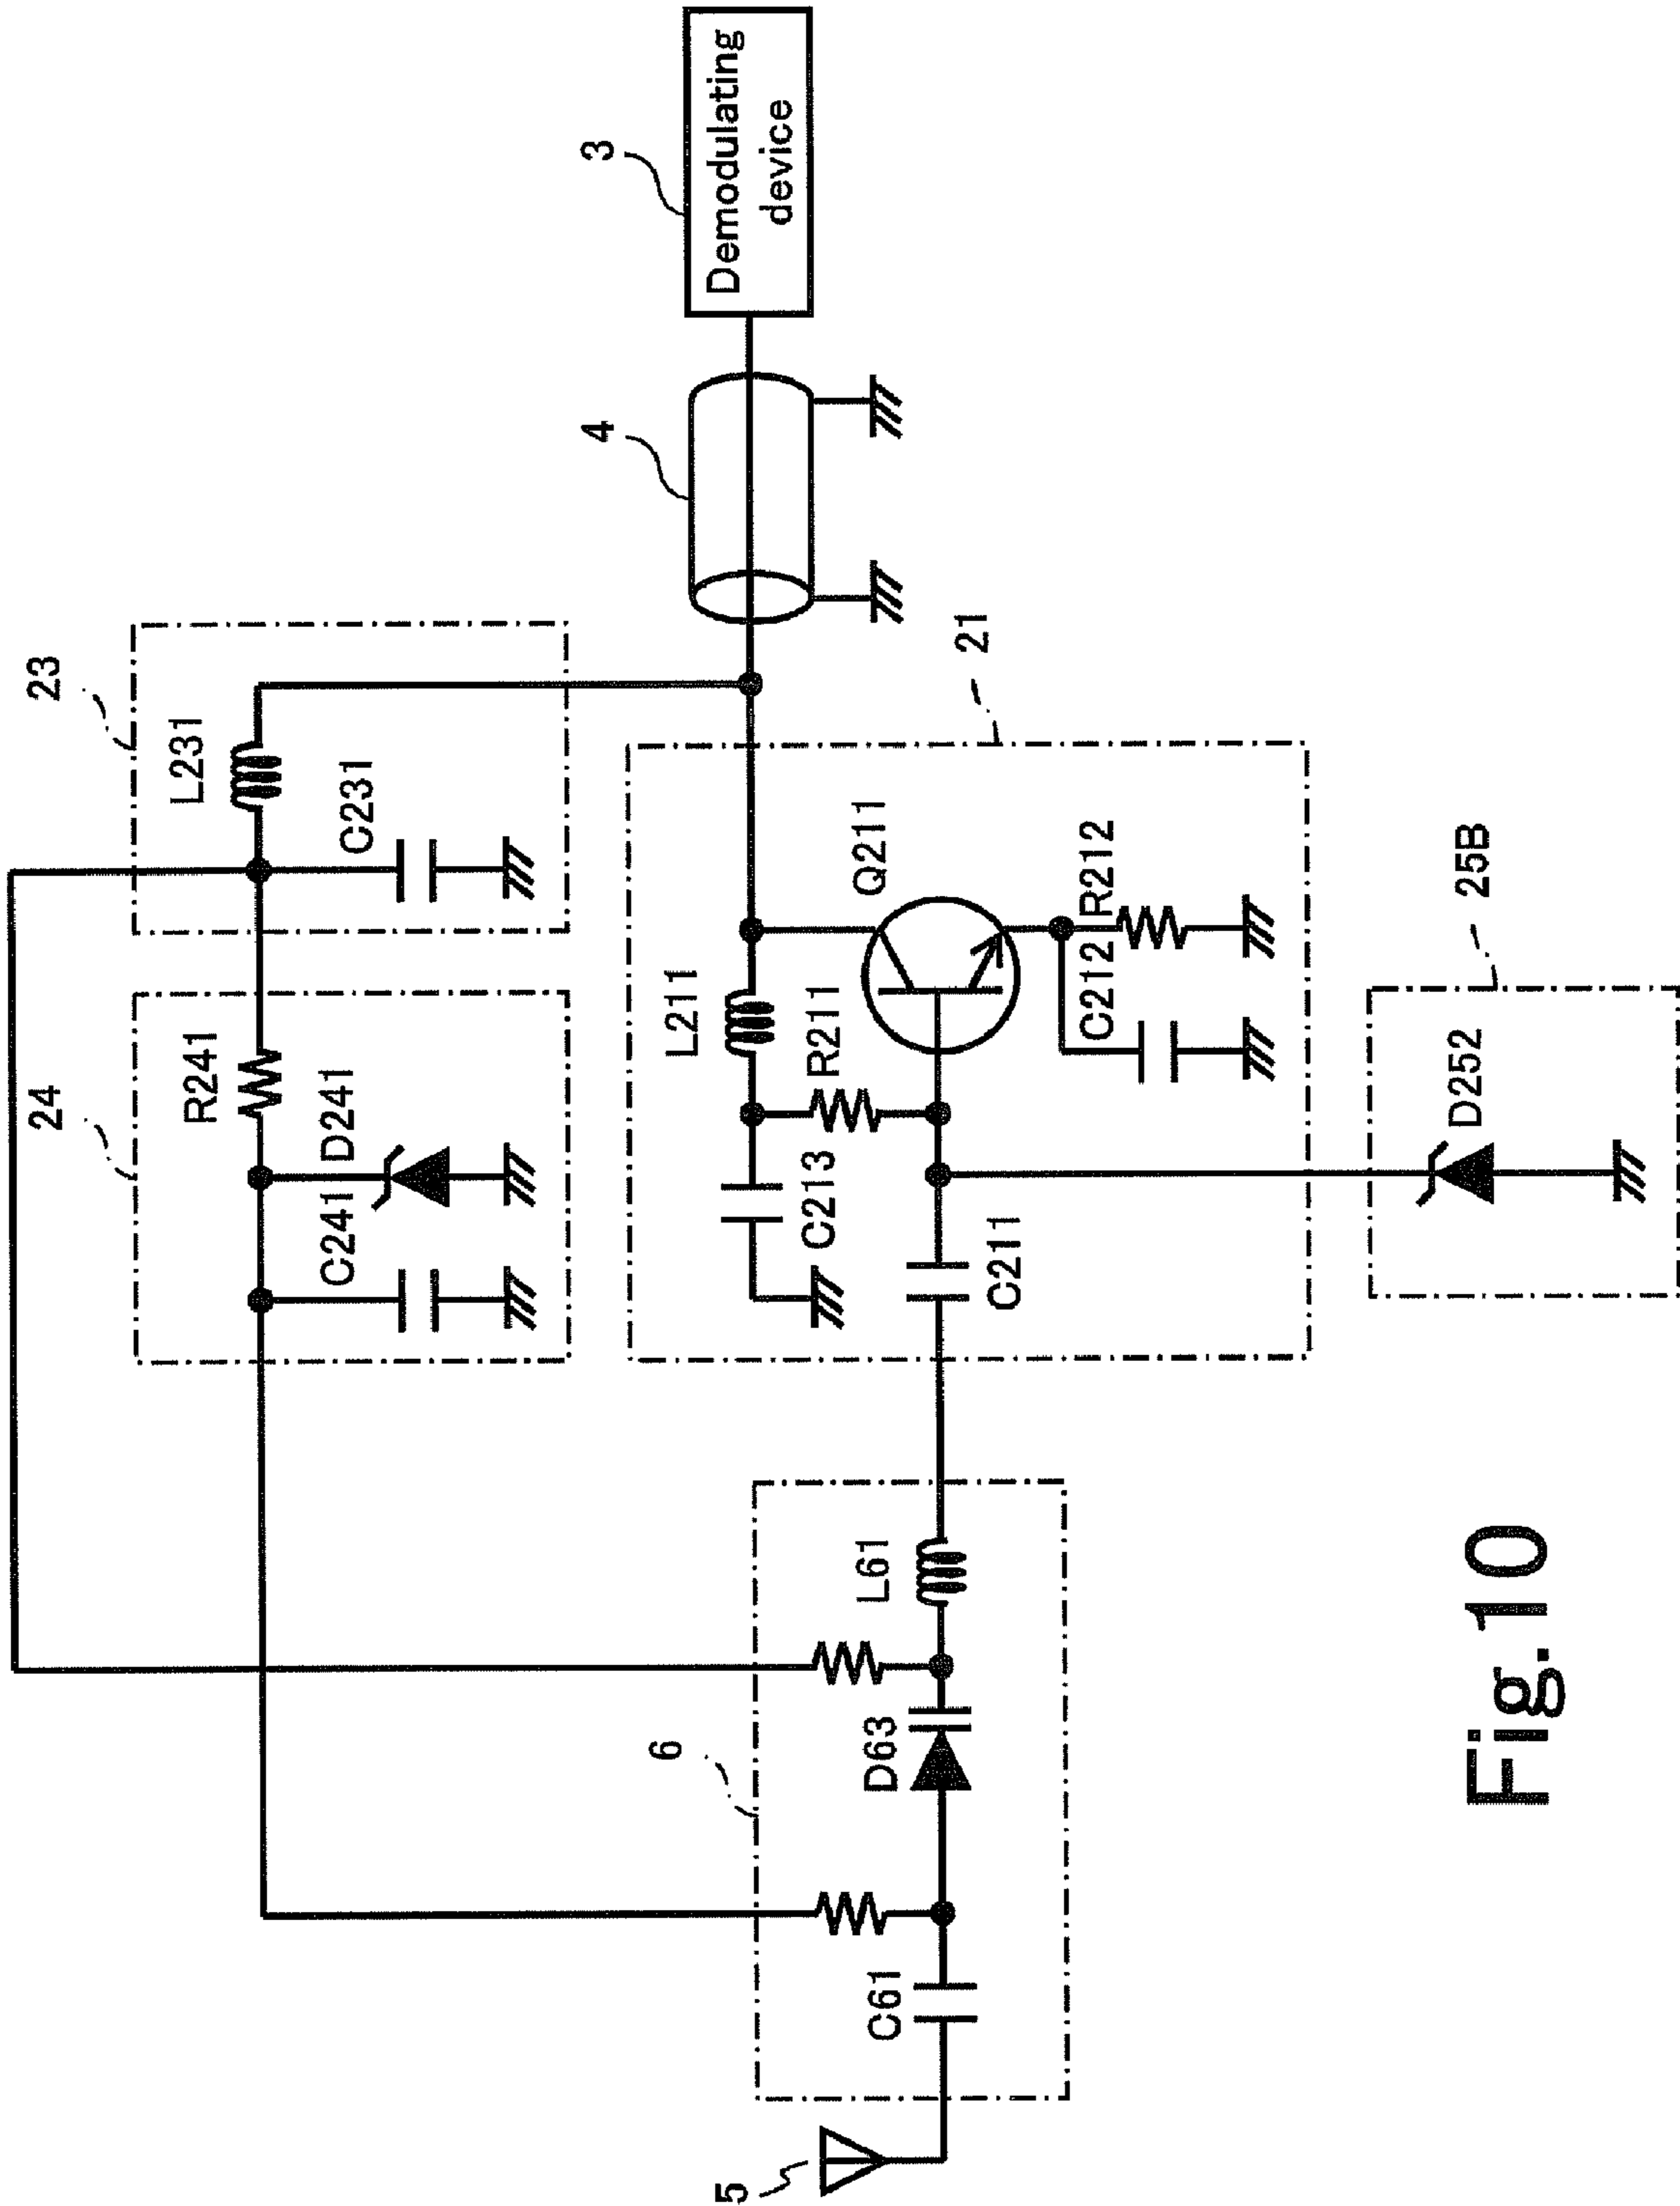 23
L231
C231
24
R241
D241
C241
3
Demodulating
device
4
21
L211
R211
C213
Q211
R212
C212
C211
25B
D252
6
L61
D63
C61
5
Fig.10